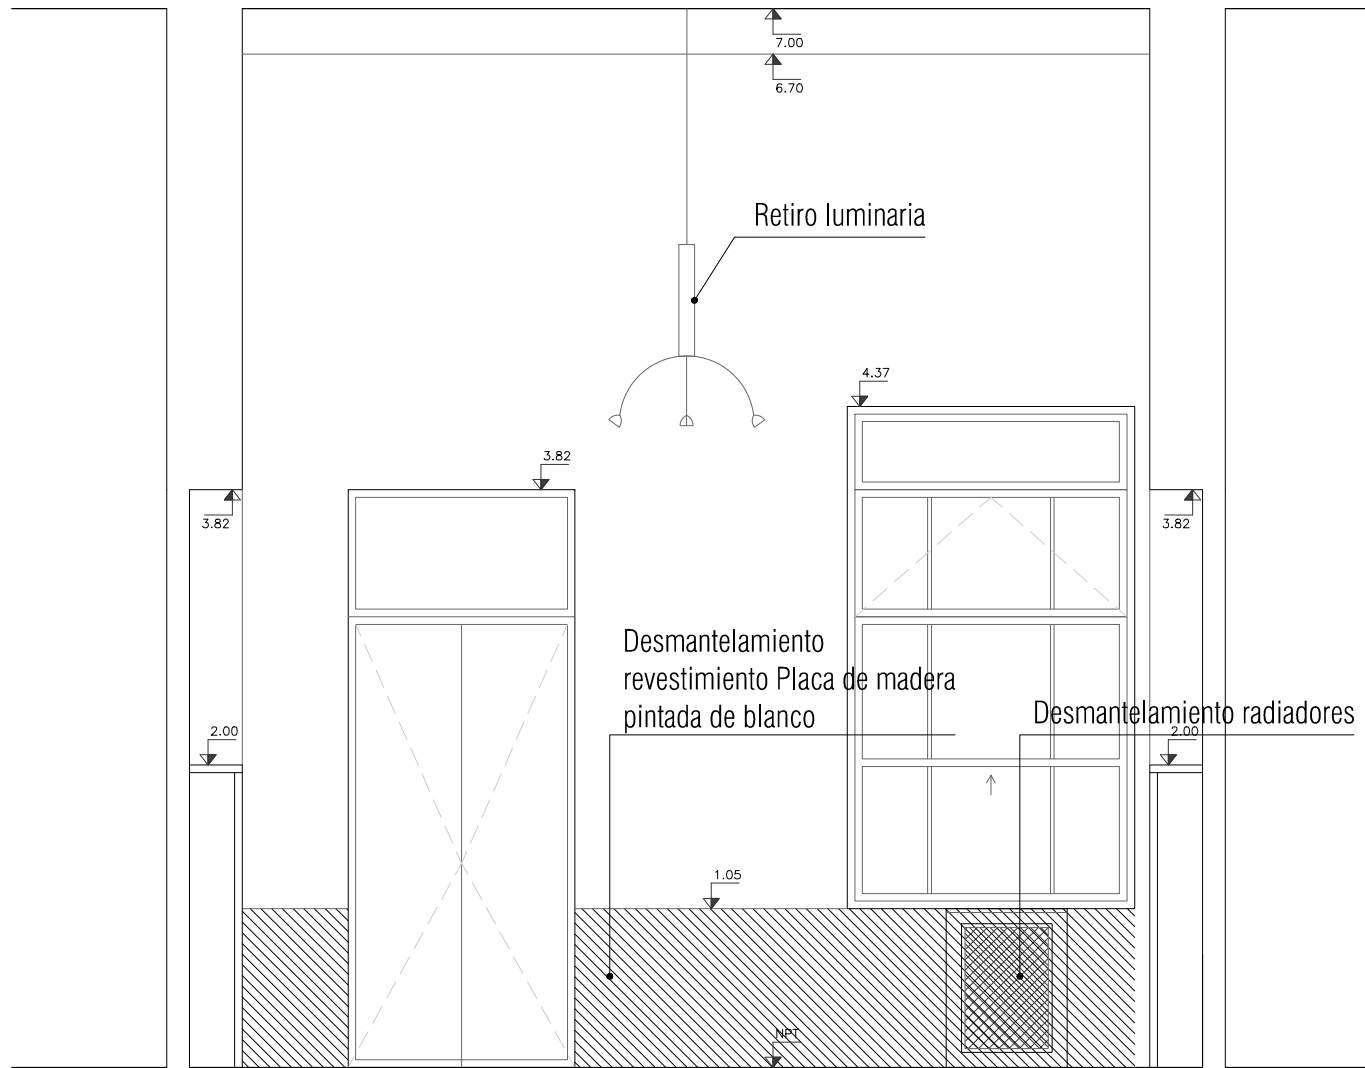 7.00
6.70
Retiro luminaria
4.37
3.82
3.82
3.82
Desmantelamiento
revestimiento Placa de madera
pintada de blanco
Desmantelamiento radiadores
2.00
2.00
1.05
NPT